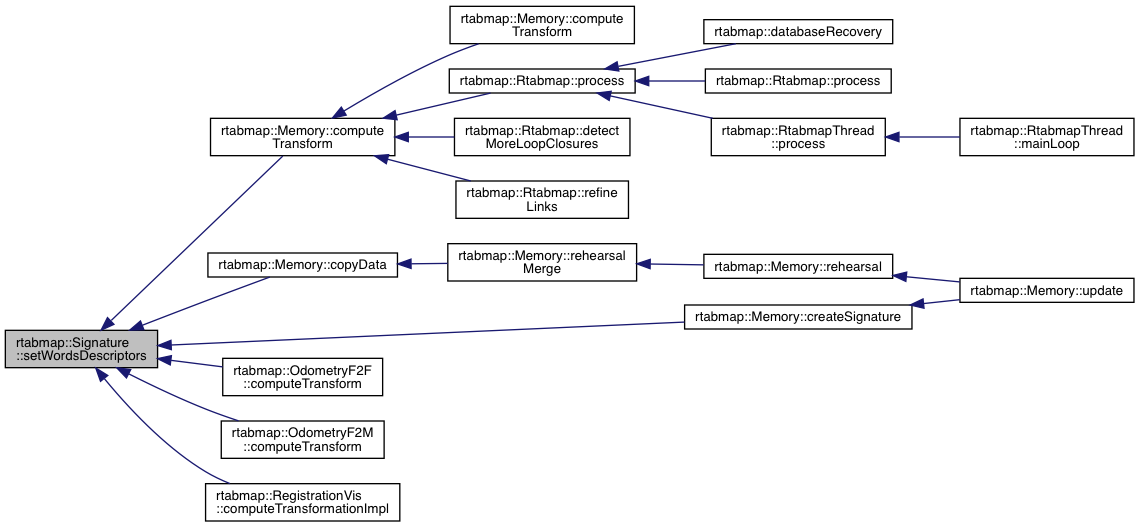 rtabmap::Memory::compute
Transform
rtabmap::databaseRecovery
rtabmap::Rtabmap::process
rtabmap::Rtabmap::process
rtabmap::Memory::compute
Transform
rtabmap::Rtabmap::detect
MoreLoopClosures
rtabmap::RtabmapThread
::process
rtabmap::RtabmapThread
::mainLoop
rtabmap::Rtabmap::refine
Links
rtabmap::Memory::copyData
rtabmap::Memory::rehearsal
Merge
rtabmap::Memory::rehearsal
rtabmap::Memory::update
rtabmap::Memory::createSignature
rtabmap::Signature
::setWordsDescriptors
rtabmap::OdometryF2F
::computeTransform
rtabmap::OdometryF2M
::computeTransform
rtabmap::RegistrationVis
::computeTransformationImpl